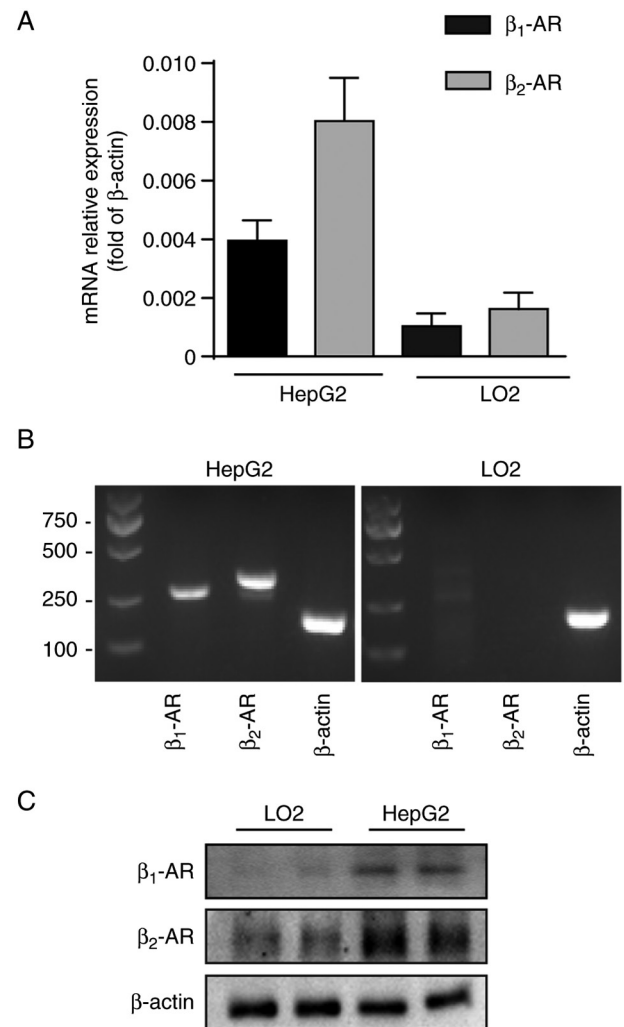 A
β₁-AR
β₂-AR
mRNA relative expression
(fold of β-actin)
0.010
0.008
0.006
0.004
0.002
0
HepG2
LO2
B
HepG2
LO2
750 -
500 -
250 -
100 -
β₁-AR
β₂-AR
β-actin
β₁-AR
β₂-AR
β-actin
C
LO2
HepG2
β₁-AR
β₂-AR
β-actin